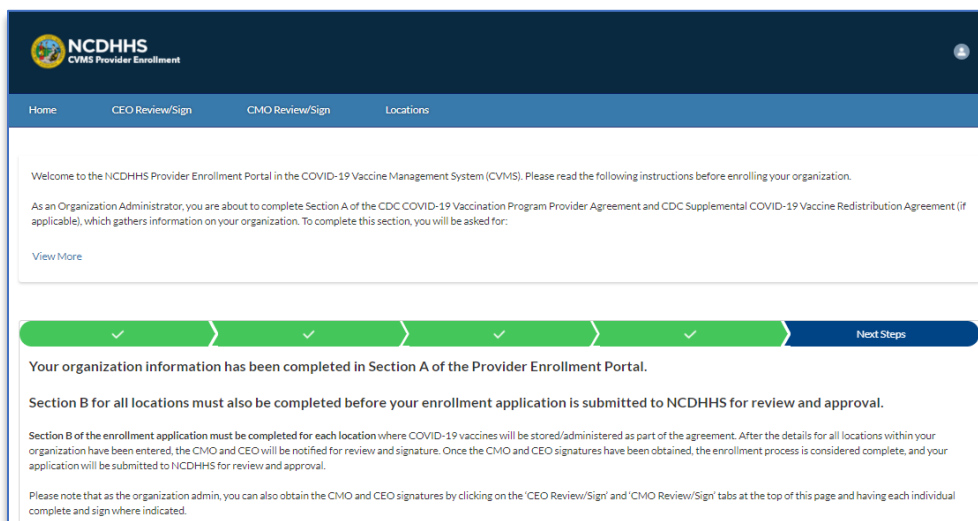 NCDHHS
CVMS Provider Enrollment
Home CEO Review/Sign CMO Review/Sign Locations
Welcome to the NCDHHS Provider Enrollment Portal in the COVID-19 Vaccine Management System (CVMS). Please read the following instructions before enrolling your organization.
As an Organization Administrator, you are about to complete Section A of the CDC COVID-19 Vaccination Program Provider Agreement and CDC Supplemental COVID-19 Vaccine Redistribution Agreement (if
applicable), which gathers information on your organization. To complete this section, you will be asked for:
View More
Next Steps
Your organization information has been completed in Section A of the Provider Enrollment Portal.
Section B for all locations must also be completed before your enrollment application is submitted to NCDHHS for review and approval.
Section B of the enrollment application must be completed for each location where COVID-19 vaccines will be stored/administered as part of the agreement. After the details for all locations within your
organization have been entered, the CMO and CEO will be notified for review and signature. Once the CMO and CEO signatures have been obtained, the enrollment process is considered complete, and your
application will be submitted to NCDHHS for review and approval.
Please note that as the organization admin, you can also obtain the CMO and CEO signatures by clicking on the 'CEO Review/Sign' and 'CMO Review/Sign' tabs at the top of this page and having each individual
complete and sign where indicated.